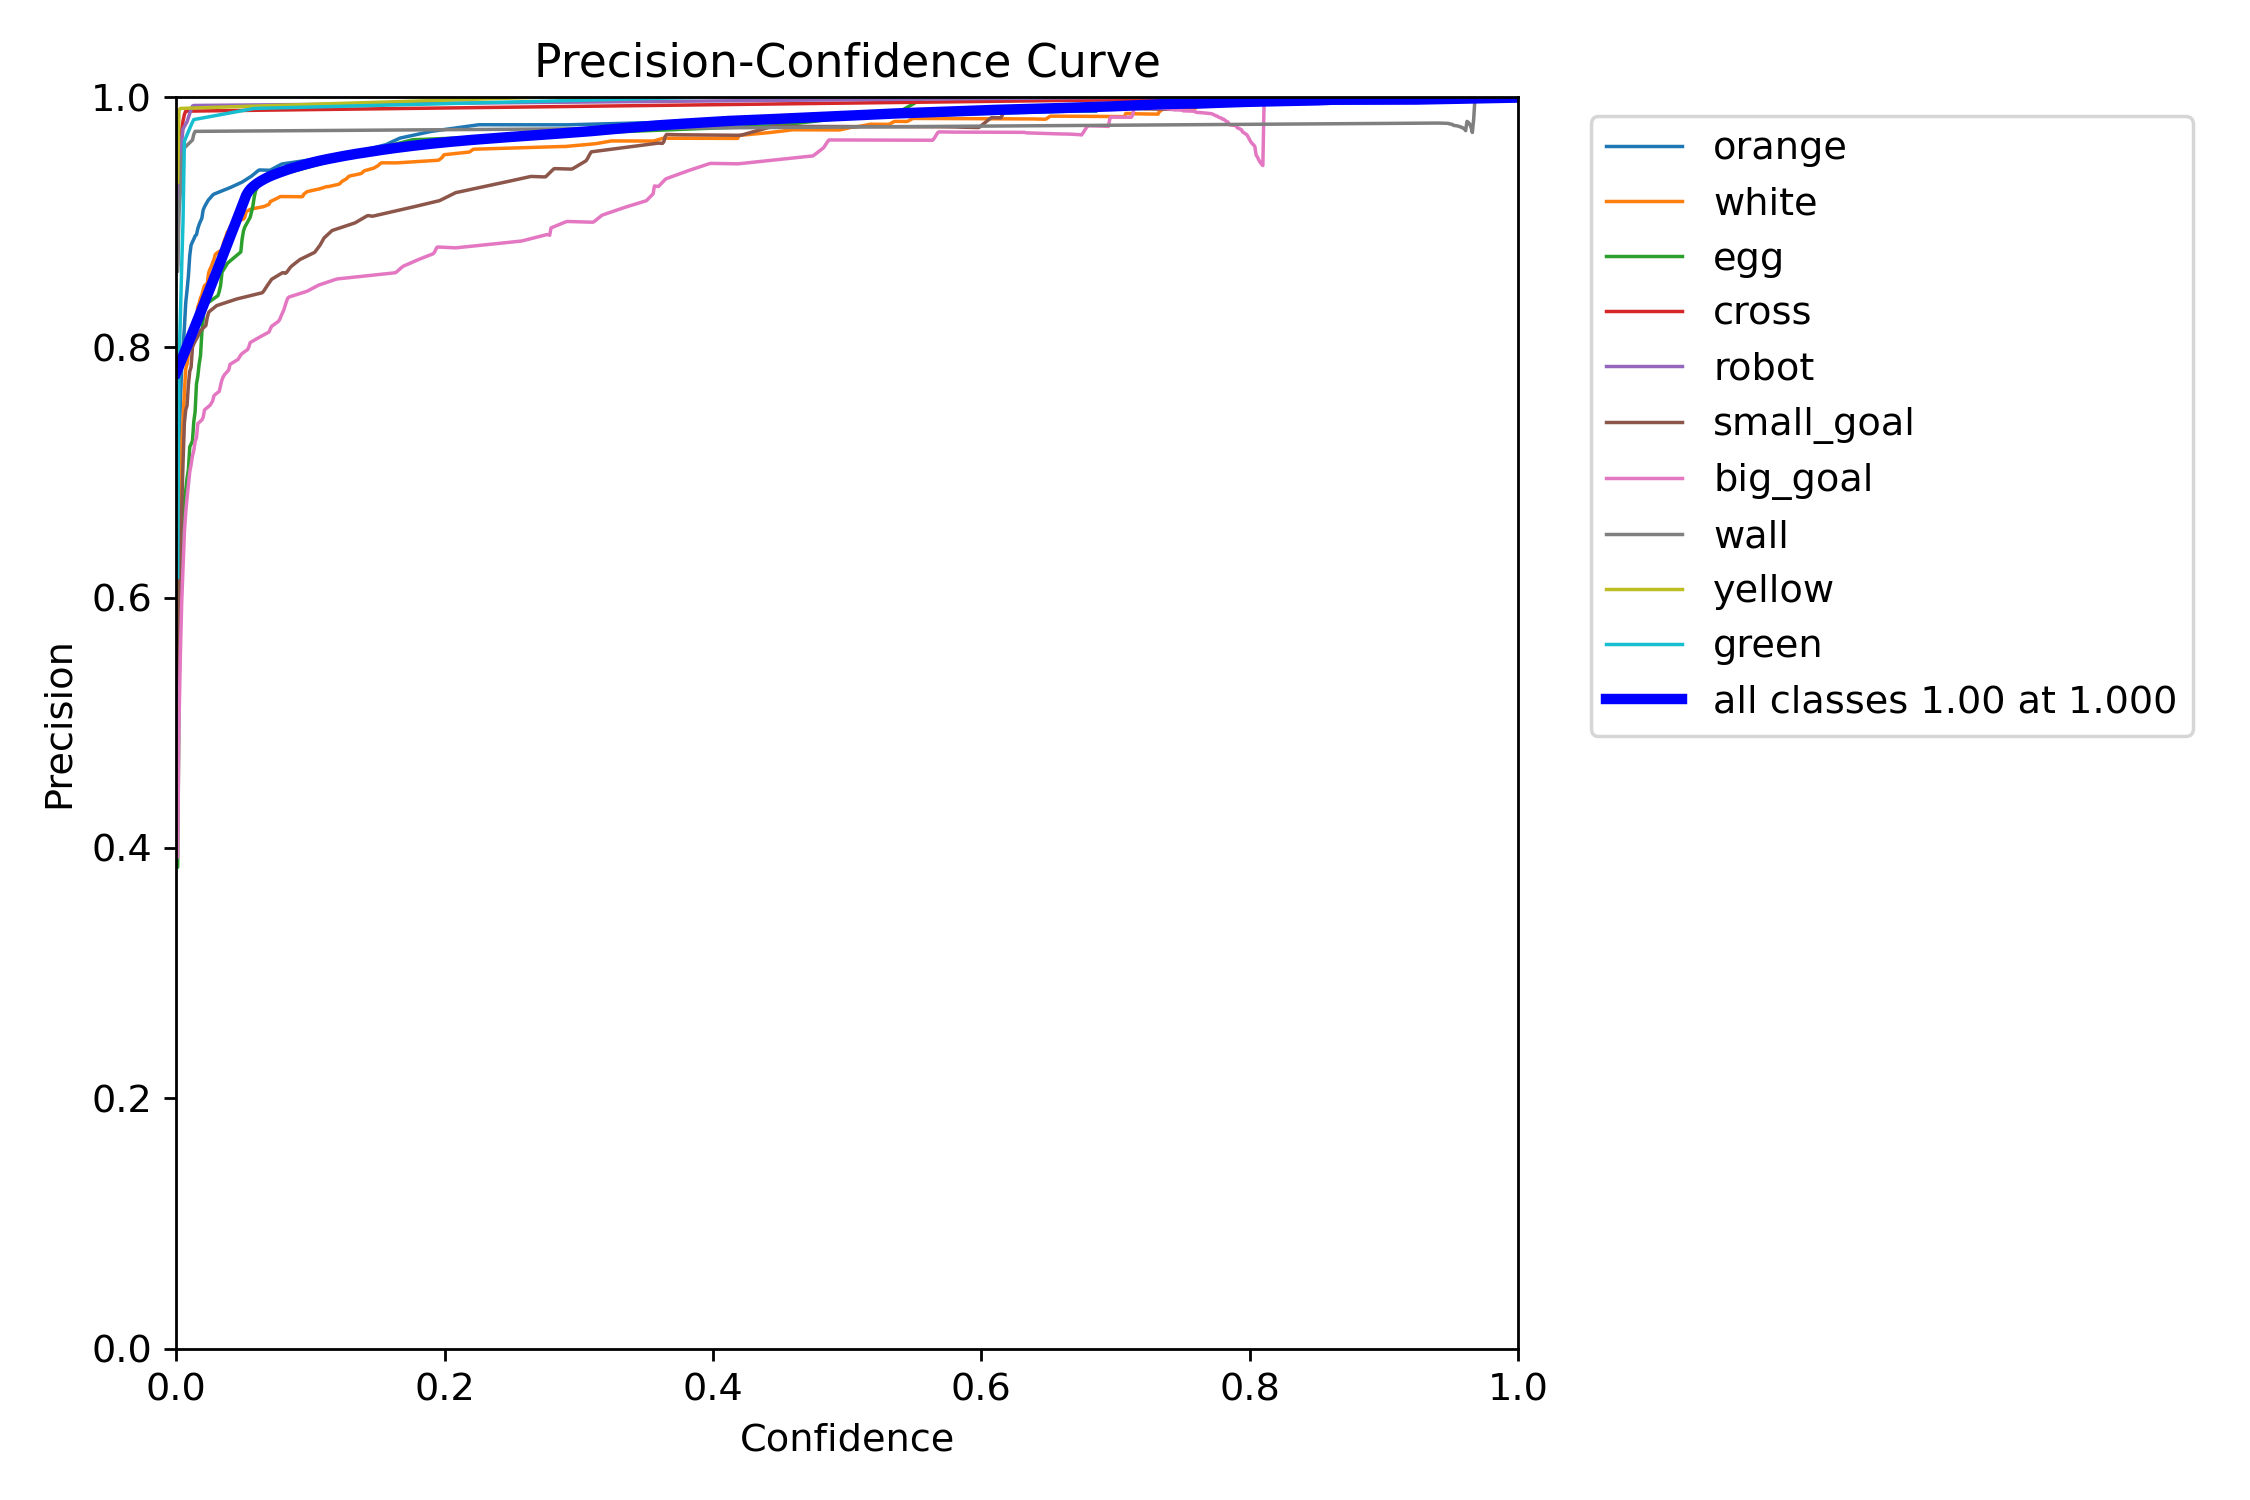 Precision-Confidence Curve
1.0
0.8
0.6
0.4
0.2
0.0
Precision
0.0 0.2 0.4 0.6 0.8 1.0
Confidence
orange
white
egg
cross
robot
small_goal
big_goal
wall
yellow
green
all classes 1.00 at 1.000